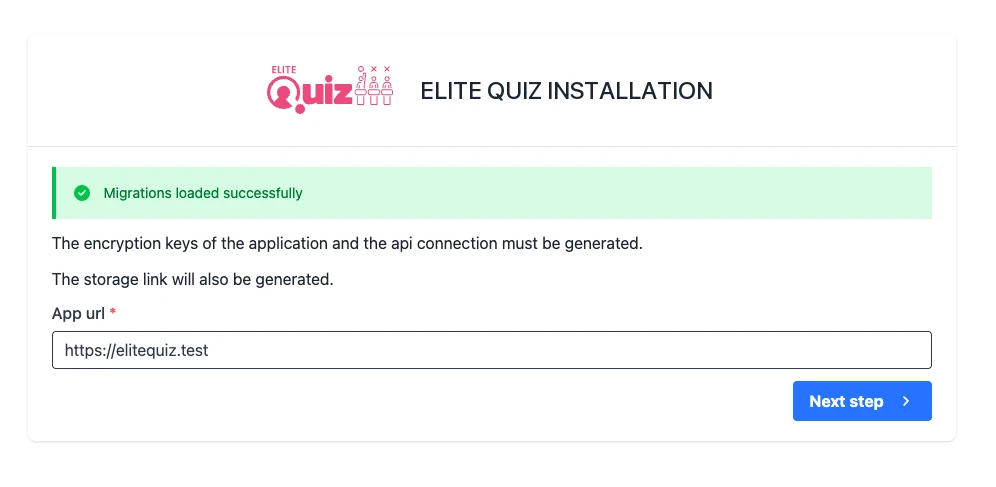 ELITE
Quiz
ELITE QUIZ INSTALLATION
Migrations loaded successfully
The encryption keys of the application and the api connection must be generated.
The storage link will also be generated.
App url *
https://elitequiz.test
Next step